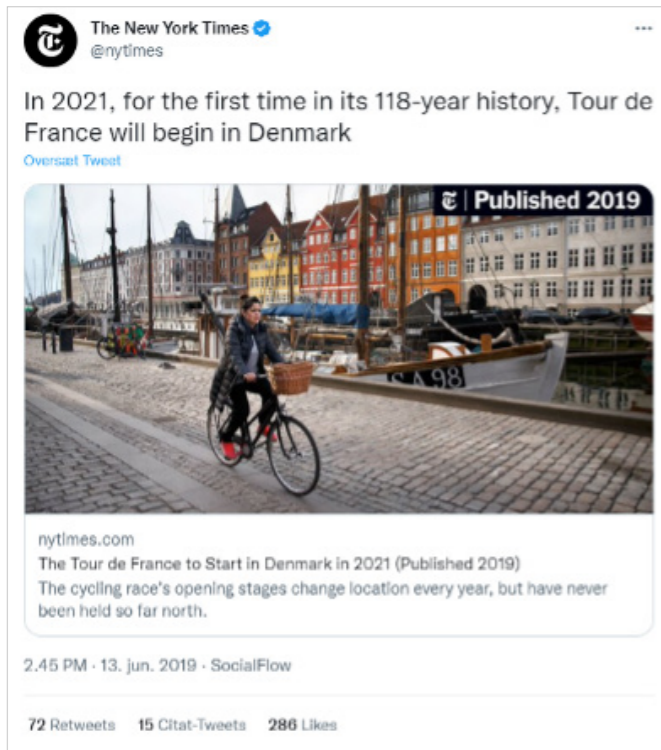 The New York Times
@nytimes
In 2021, for the first time in its 118-year history, Tour de
France will begin in Denmark
Oversæt Tweet
Published 2019
A98
nytimes.com
The Tour de France to Start in Denmark in 2021 (Published 2019)
The cycling race's opening stages change location every year, but have never
been held so far north.
2.45 PM · 13. jun. 2019 · SocialFlow
72 Retweets 15 Citat-Tweets 286 Likes